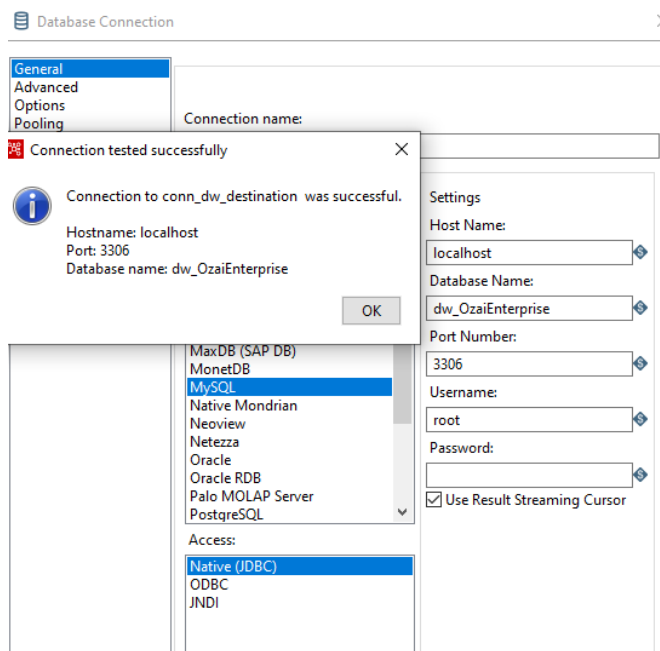 Database Connection
General
Advanced
Options
Pooling
Connection name:
Connection tested successfully
Connection to conn_dw_destination was successful.
Hostname: localhost
Port: 3306
Database name: dw_OzaiEnterprise
OK
MaxDB (SAP DB)
MonetDB
MySQL
Native Mondrian
Neoview
Netezza
Oracle
Oracle RDB
Palo MOLAP Server
PostgreSQL
Access:
Native (JDBC)
ODBC
JNDI
Settings
Host Name:
localhost
Database Name:
dw_OzaiEnterprise
Port Number:
3306
Username:
root
Password:
Use Result Streaming Cursor